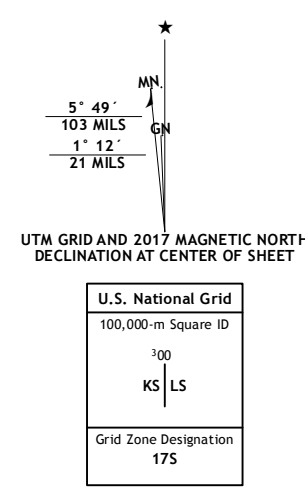 ★
MN.
5° 49´
103 MILS
GN
1° 12´
21 MILS
UTM GRID AND 2017 MAGNETIC NORTH
DECLINATION AT CENTER OF SHEET
U.S. National Grid
100,000-m Square ID
³00
KS LS
Grid Zone Designation
17S